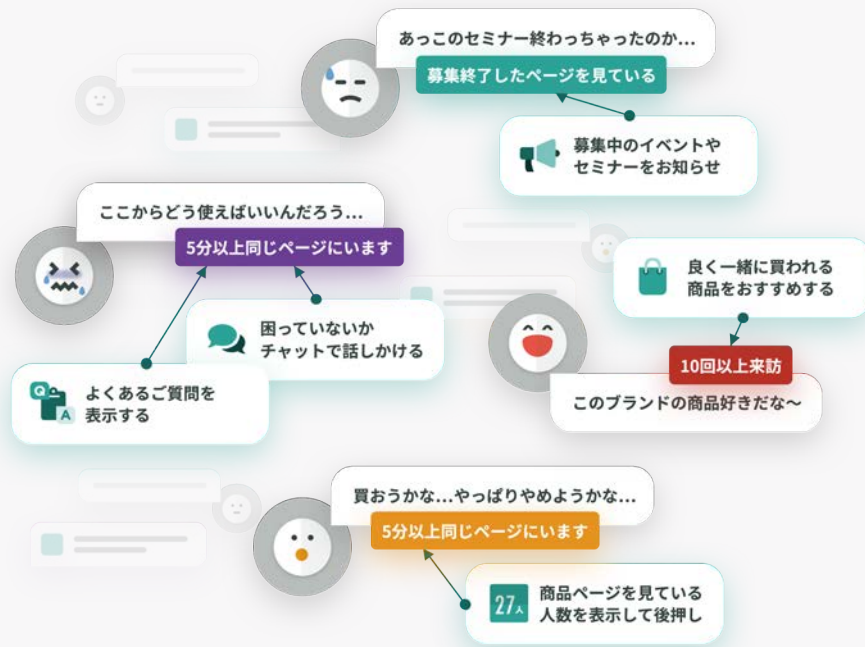 あっこのセミナー終わっちゃったのか...
募集終了したページを見ている
募集中のイベントや
セミナーをお知らせ
ここからどう使えばいいんだろう...
5分以上同じページにいます
困っていないか
チャットで話しかける
Q
A
よくあるご質問を
表示する
良く一緒に買われる
商品をおすすめする
10回以上来訪
このブランドの商品好きだな〜
買おうかな...やっぱりやめようかな...
5分以上同じページにいます
27人
商品ページを見ている
人数を表示して後押し